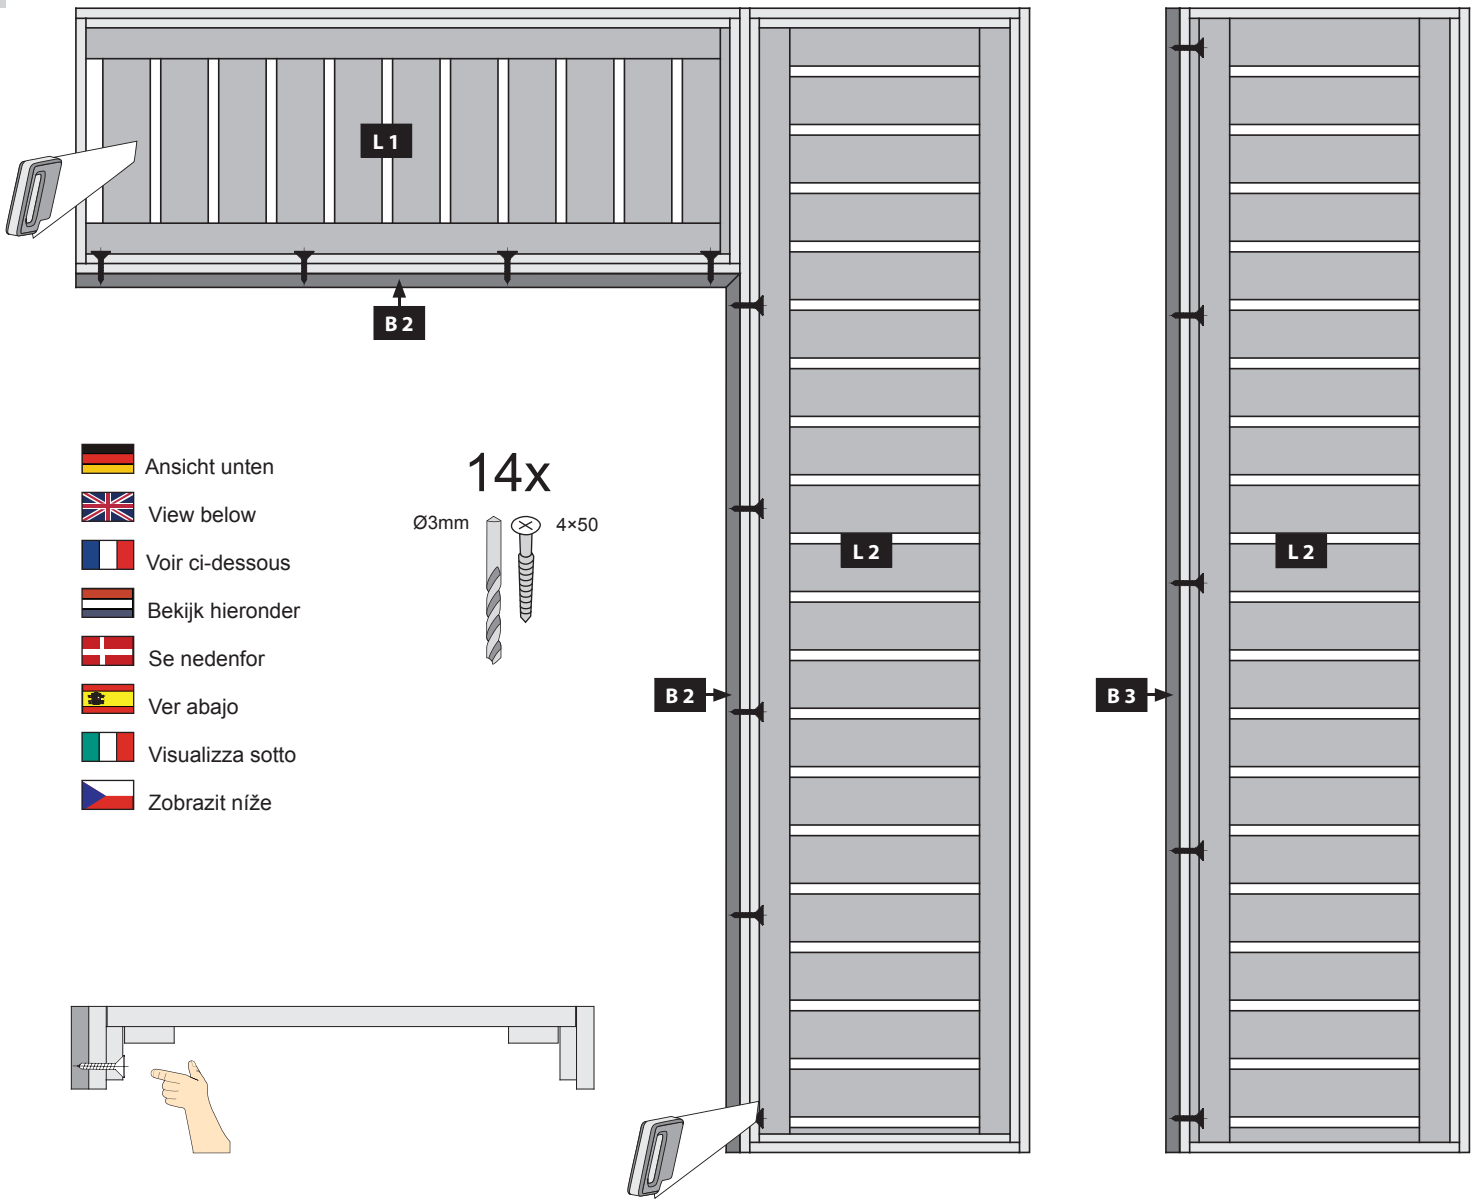 L 1
B 2
Ansicht unten
View below
Voir ci-dessous
Bekijk hieronder
Se nedenfor
Ver abajo
Visualizza sotto
Zobrazit níže
14x
Ø3mm
4×50
L 2
B 2
L 2
B 3